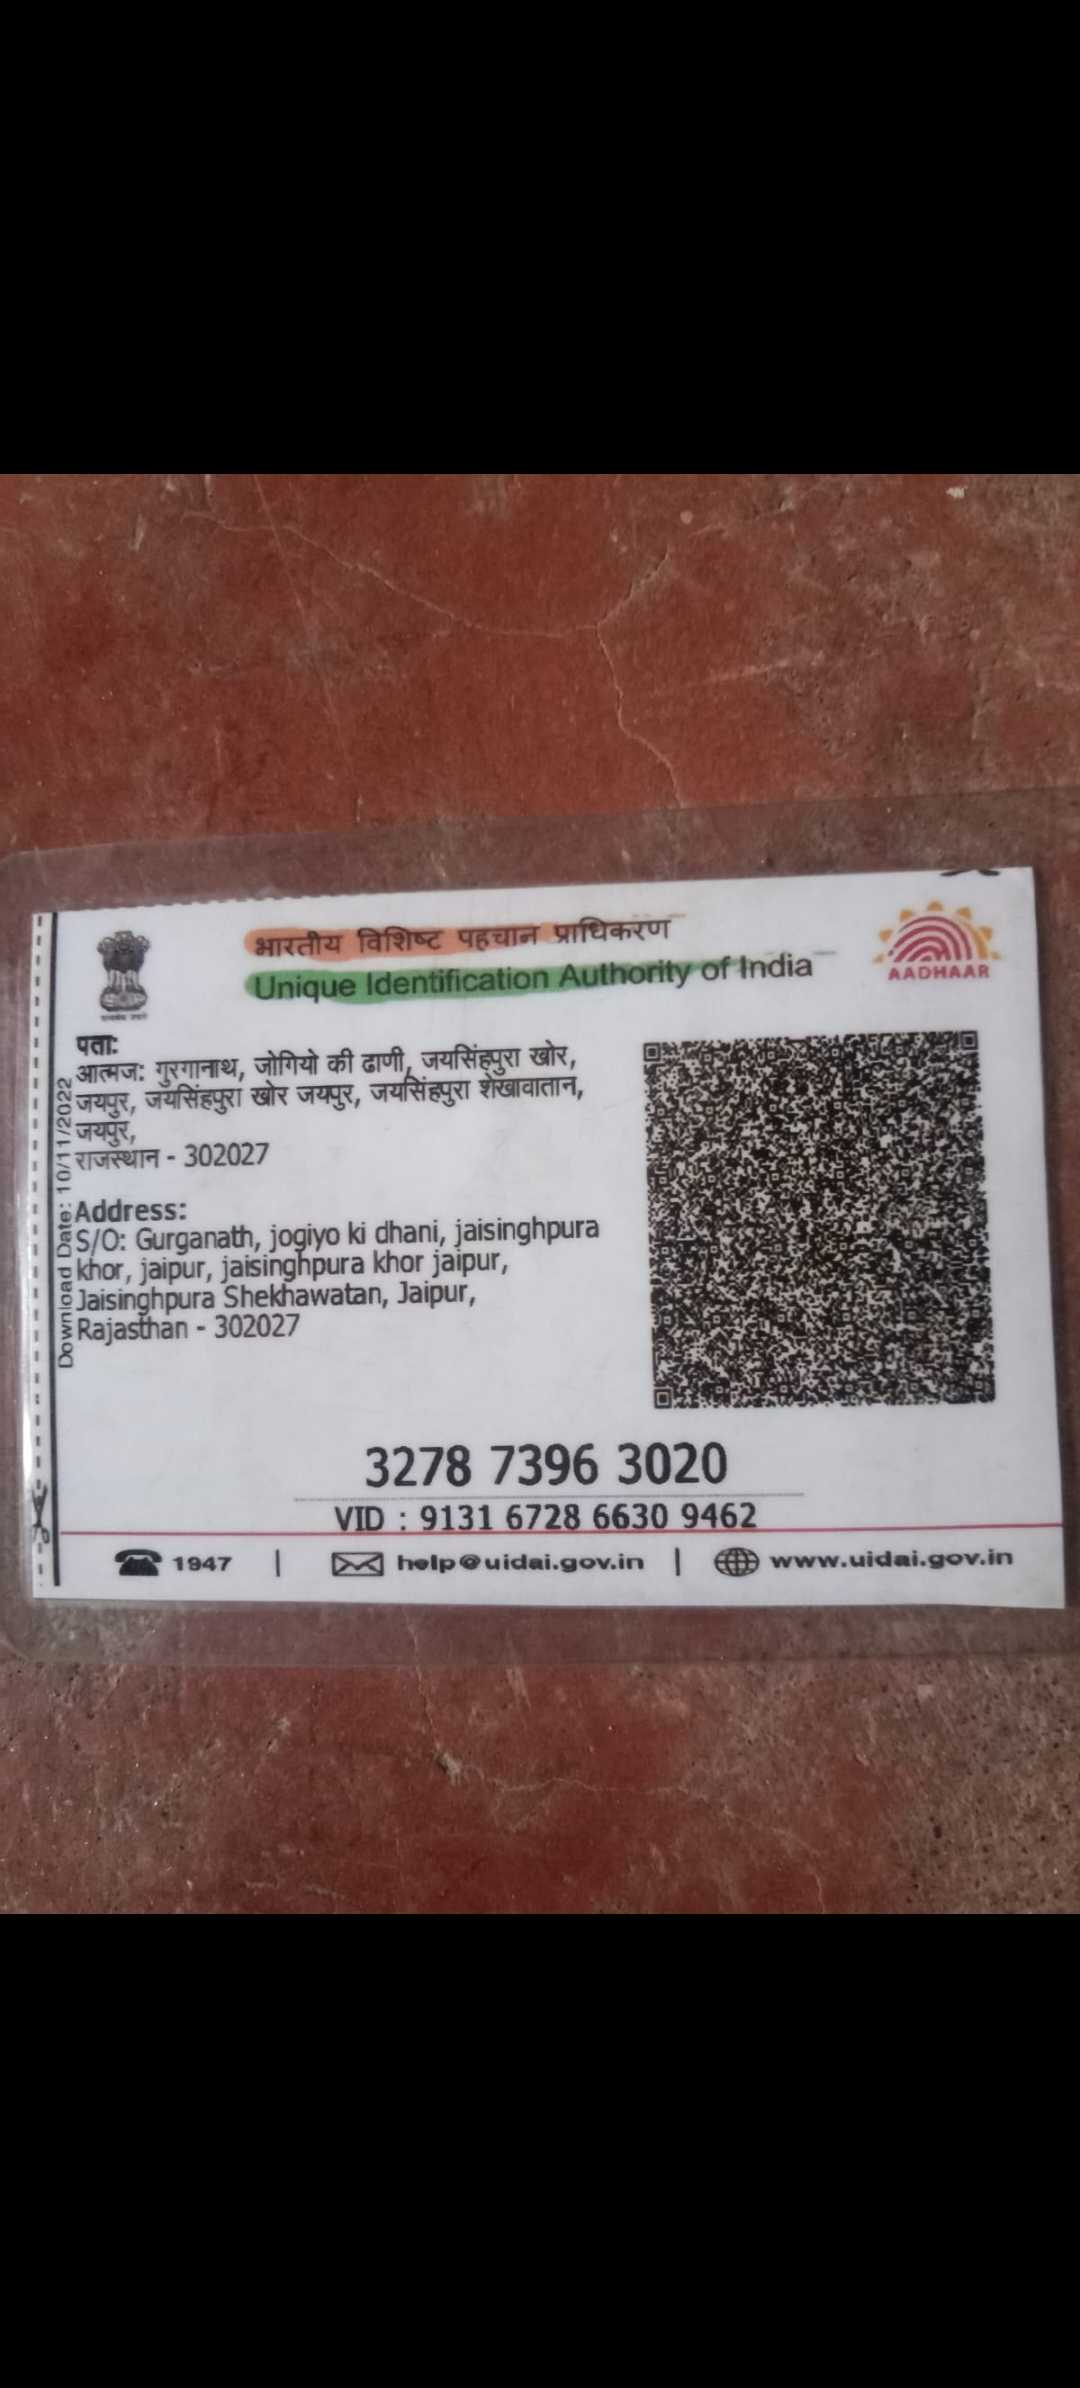 भारतीय विशिष्ट पहचान प्राधिकरण
Unique Identification Authority of India
AADHAAR
पता:
आत्मज: गुरगानाथ, जोगियो की ढाणी, जयसिंहपुरा खोर,
जयपुर, जयसिंहपुरा खोर जयपुर, जयसिंहपुरा शेखावातान,
जयपुर,
राजस्थान - 302027
Address:
S/O: Gurganath, jogiyo ki dhani, jaisinghpura
khor, jaipur, jaisinghpura khor jaipur,
Jaisinghpura Shekhawatan, Jaipur,
Rajasthan - 302027
Download Date: 10/11/2022
3278 7396 3020
VID : 9131 6728 6630 9462
1947 | help@uidai.gov.in | www.uidai.gov.in